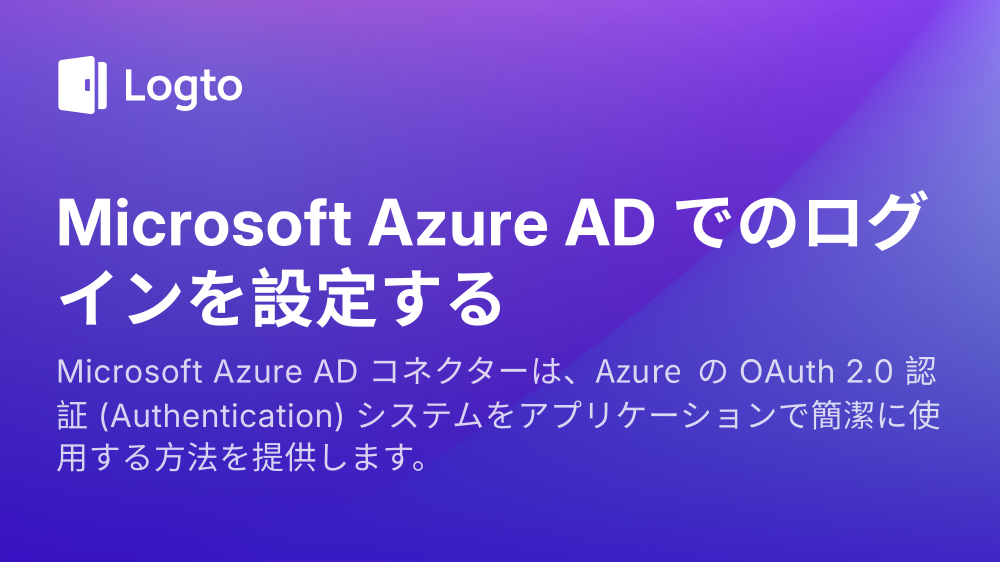 Logto
Microsoft Azure AD でのログ
インを設定する
Microsoft Azure AD コネクターは、Azure の OAuth 2.0 認
証 (Authentication) システムをアプリケーションで簡潔に使
用する方法を提供します。